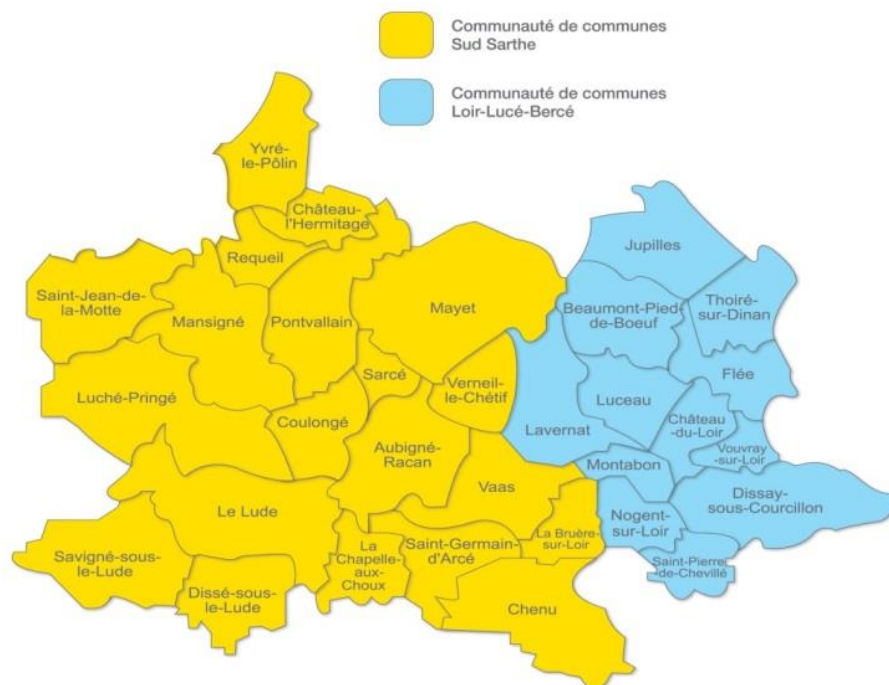 Communauté de communes
Sud Sarthe
Communauté de communes
Loir-Lucé-Bercé
Yvré-
le-Pôlin
Château-
l'Hermitage
Requeil
Jupilles
Saint-Jean-de-
la-Motte
Mansigné
Pontvallain
Mayet
Beaumont-Pied-
de-Boeuf
Thoiré-
sur-Dinan
Luché-Pringé
Sarcé
Verneil-
le-Chétif
Flée
Luceau
Coulongé
Lavernat
Château
-du-Loir
Aubigné-
Racan
Vouvray
-sur-Loir
Montabon
Vaas
Dissay-
sous-Courcillon
Le Lude
Nogent-
sur-Loir
La Bruère-
sur-Loir
Savigné-sous-
le-Lude
La
Chapelle-
aux-
Choux
Saint-Germain-
d'Arcé
Saint-Pierre
-de-Chevillé
Dissé-sous-
le-Lude
Chenu